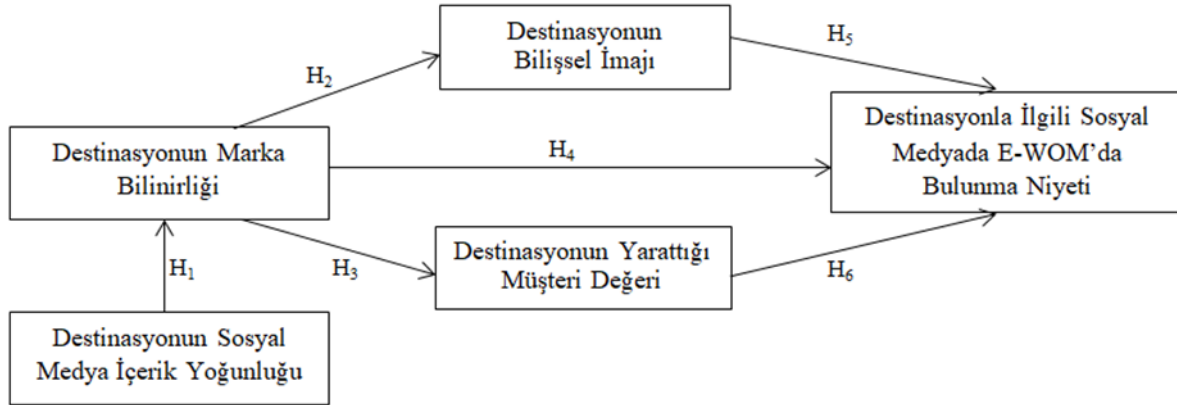 Destinasyonun
Bilişsel İmajı
H5
H2
Destinasyonla İlgili Sosyal
Medyada E-WOM’da
Bulunma Niyeti
Destinasyonun Marka
Bilinirliği
H4
Destinasyonun Yarattığı
Müşteri Değeri
H1
H3
H6
Destinasyonun Sosyal
Medya İçerik Yoğunluğu